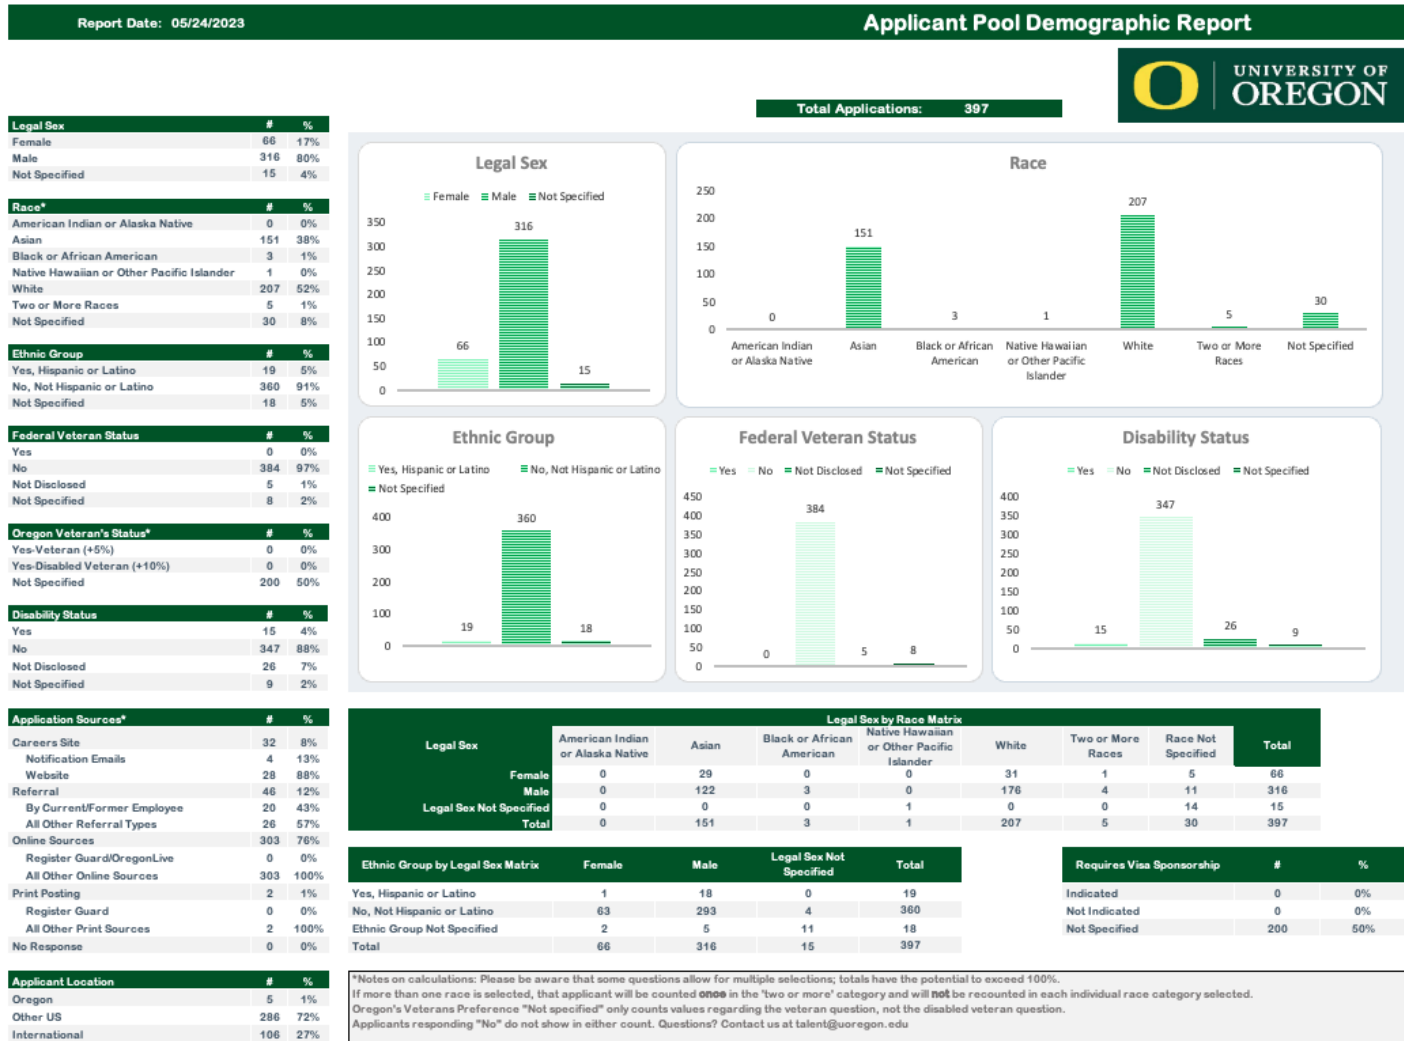 Report Date: 05/24/2023
Applicant Pool Demographic Report
UNIVERSITY OF
OREGON
Total Applications: 397
Legal Sex # %
Female 66 17%
Male 316 80%
Not Specified 15 4%
Race* # %
American Indian or Alaska Native 0 0%
Asian 151 38%
Black or African American 3 1%
Native Hawaiian or Other Pacific Islander 1 0%
White 207 52%
Two or More Races 5 1%
Not Specified 30 8%
Ethnic Group # %
Yes, Hispanic or Latino 19 5%
No, Not Hispanic or Latino 360 91%
Not Specified 18 5%
Federal Veteran Status # %
Yes 0 0%
No 384 97%
Not Disclosed 5 1%
Not Specified 8 2%
Oregon Veteran's Status* # %
Yes-Veteran (+5%) 0 0%
Yes-Disabled Veteran (+10%) 0 0%
Not Specified 200 50%
Disability Status # %
Yes 15 4%
No 347 88%
Not Disclosed 26 7%
Not Specified 9 2%
Application Sources* # %
Careers Site 32 8%
Notification Emails 4 13%
Website 28 88%
Referral 46 12%
By Current/Former Employee 20 43%
All Other Referral Types 26 57%
Online Sources 303 76%
Register Guard/OregonLive 0 0%
All Other Online Sources 303 100%
Print Posting 2 1%
Register Guard 0 0%
All Other Print Sources 2 100%
No Response 0 0%
Applicant Location # %
Oregon 5 1%
Other US 286 72%
International 106 27%
Legal Sex
Female Male Not Specified
350
300
250
200
150
100
50
0
66
316
15
Race
250
200
150
100
50
0
0
151
3
1
207
5
30
American Indian
or Alaska Native
Asian
Black or African
American
Native Hawaiian
or Other Pacific
Islander
White
Two or More
Races
Not Specified
Ethnic Group
Yes, Hispanic or Latino No, Not Hispanic or Latino
Not Specified
400
300
200
100
0
19
360
18
Federal Veteran Status
Yes No Not Disclosed Not Specified
450
400
350
300
250
200
150
100
50
0
0
384
5
8
Disability Status
Yes No Not Disclosed Not Specified
400
350
300
250
200
150
100
50
0
15
347
26
9
Legal Sex by Race Matrix
Legal Sex
American Indian
or Alaska Native
Asian
Black or African
American
Native Hawaiian
or Other Pacific
Islander
White
Two or More
Races
Race Not
Specified
Total
Female 0 29 0 0 31 1 5 66
Male 0 122 3 0 176 4 11 316
Legal Sex Not Specified 0 0 0 1 0 0 14 15
Total 0 151 3 1 207 5 30 397
Ethnic Group by Legal Sex Matrix
Female
Male
Legal Sex Not
Specified
Total
Yes, Hispanic or Latino 1 18 0 19
No, Not Hispanic or Latino 63 293 4 360
Ethnic Group Not Specified 2 5 11 18
Total 66 316 15 397
Requires Visa Sponsorship # %
Indicated 0 0%
Not Indicated 0 0%
Not Specified 200 50%
*Notes on calculations: Please be aware that some questions allow for multiple selections; totals have the potential to exceed 100%.
If more than one race is selected, that applicant will be counted once in the 'two or more' category and will not be recounted in each individual race category selected.
Oregon's Veterans Preference "Not specified" only counts values regarding the veteran question, not the disabled veteran question.
Applicants responding "No" do not show in either count. Questions? Contact us at talent@uoregon.edu